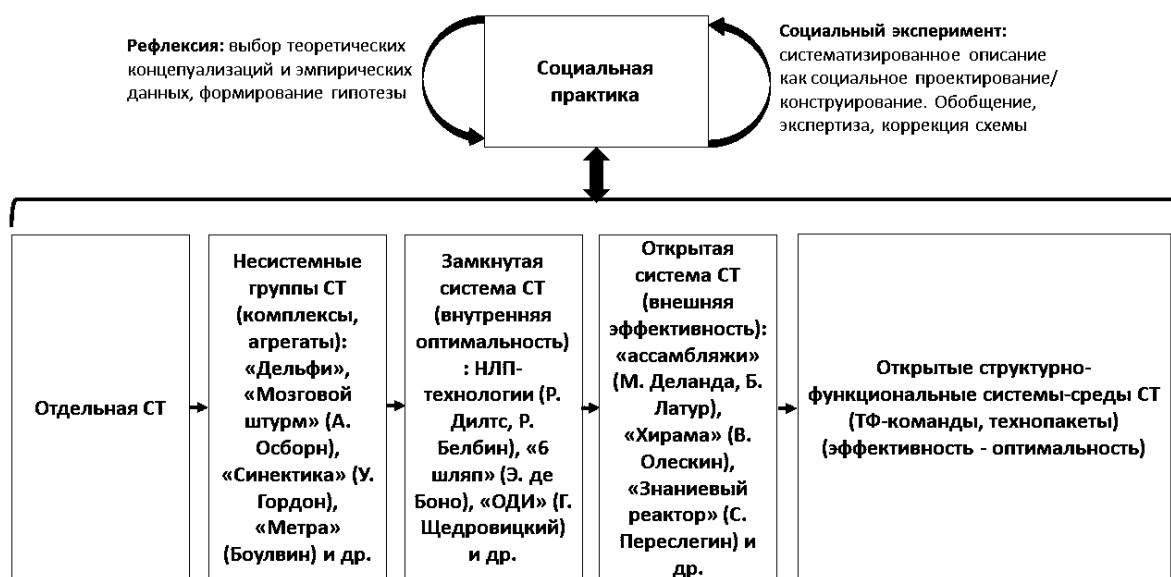 Рефлексия: выбор теоретических
концепуализаций и эмпирических
данных, формирование гипотезы
Социальная
практика
Социальный эксперимент:
систематизированное описание
как социальное проектирование/
конструирование. Обобщение,
экспертиза, коррекция схемы
Отдельная СТ
Несистемные
группы СТ
(комплексы,
агрегаты):
«Дельфи»,
«Мозговой
штурм» (А.
Осборн),
«Синектика» (У.
Гордон),
«Метра»
(Боулвин) и др.
Замкнутая
система СТ
(внутренняя
оптимальность)
: НЛП-
технологии (Р.
Дилтс, Р.
Белбин), «6
шляп» (Э. де
Боно), «ОДИ» (Г.
Щедровицкий)
и др.
Открытая
система СТ
(внешняя
эффективность):
«ассамбляжи»
(М. Деланда, Б.
Латур),
«Хирама» (В.
Олескин),
«Знаниевый
реактор» (С.
Переслегин) и
др.
Открытые структурно-
функциональные системы-среды СТ
(ТФ-команды, технопакеты)
(эффективность - оптимальность)